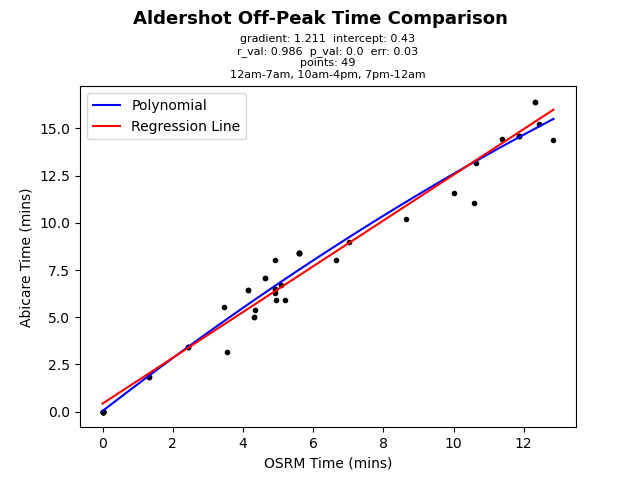 Aldershot Off-Peak Time Comparison
gradient: 1.211 intercept: 0.43
r_val: 0.986 p_val: 0.0 err: 0.03
points: 49
12am-7am, 10am-4pm, 7pm-12am
Polynomial
Regression Line
Abicare Time (mins)
15.0
12.5
10.0
7.5
5.0
2.5
0.0
0 2 4 6 8 10 12
OSRM Time (mins)